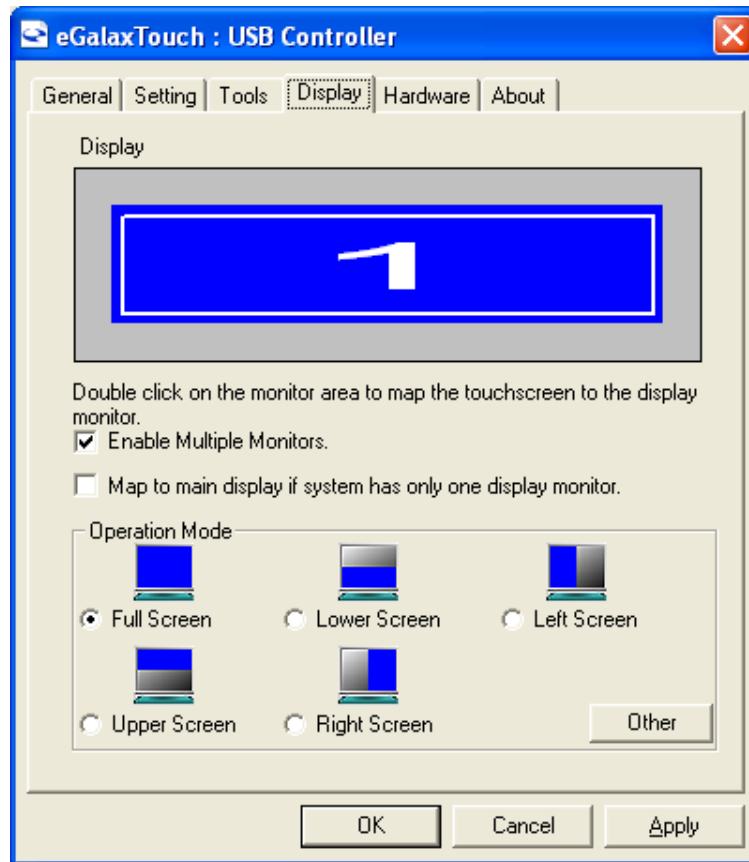 eGalaxTouch : USB Controller
General Setting Tools Display Hardware About
Display
1
Double click on the monitor area to map the touchscreen to the display
monitor.
Enable Multiple Monitors.
Map to main display if system has only one display monitor.
Operation Mode
Full Screen Lower Screen Left Screen
Upper Screen Right Screen Other
OK Cancel Apply